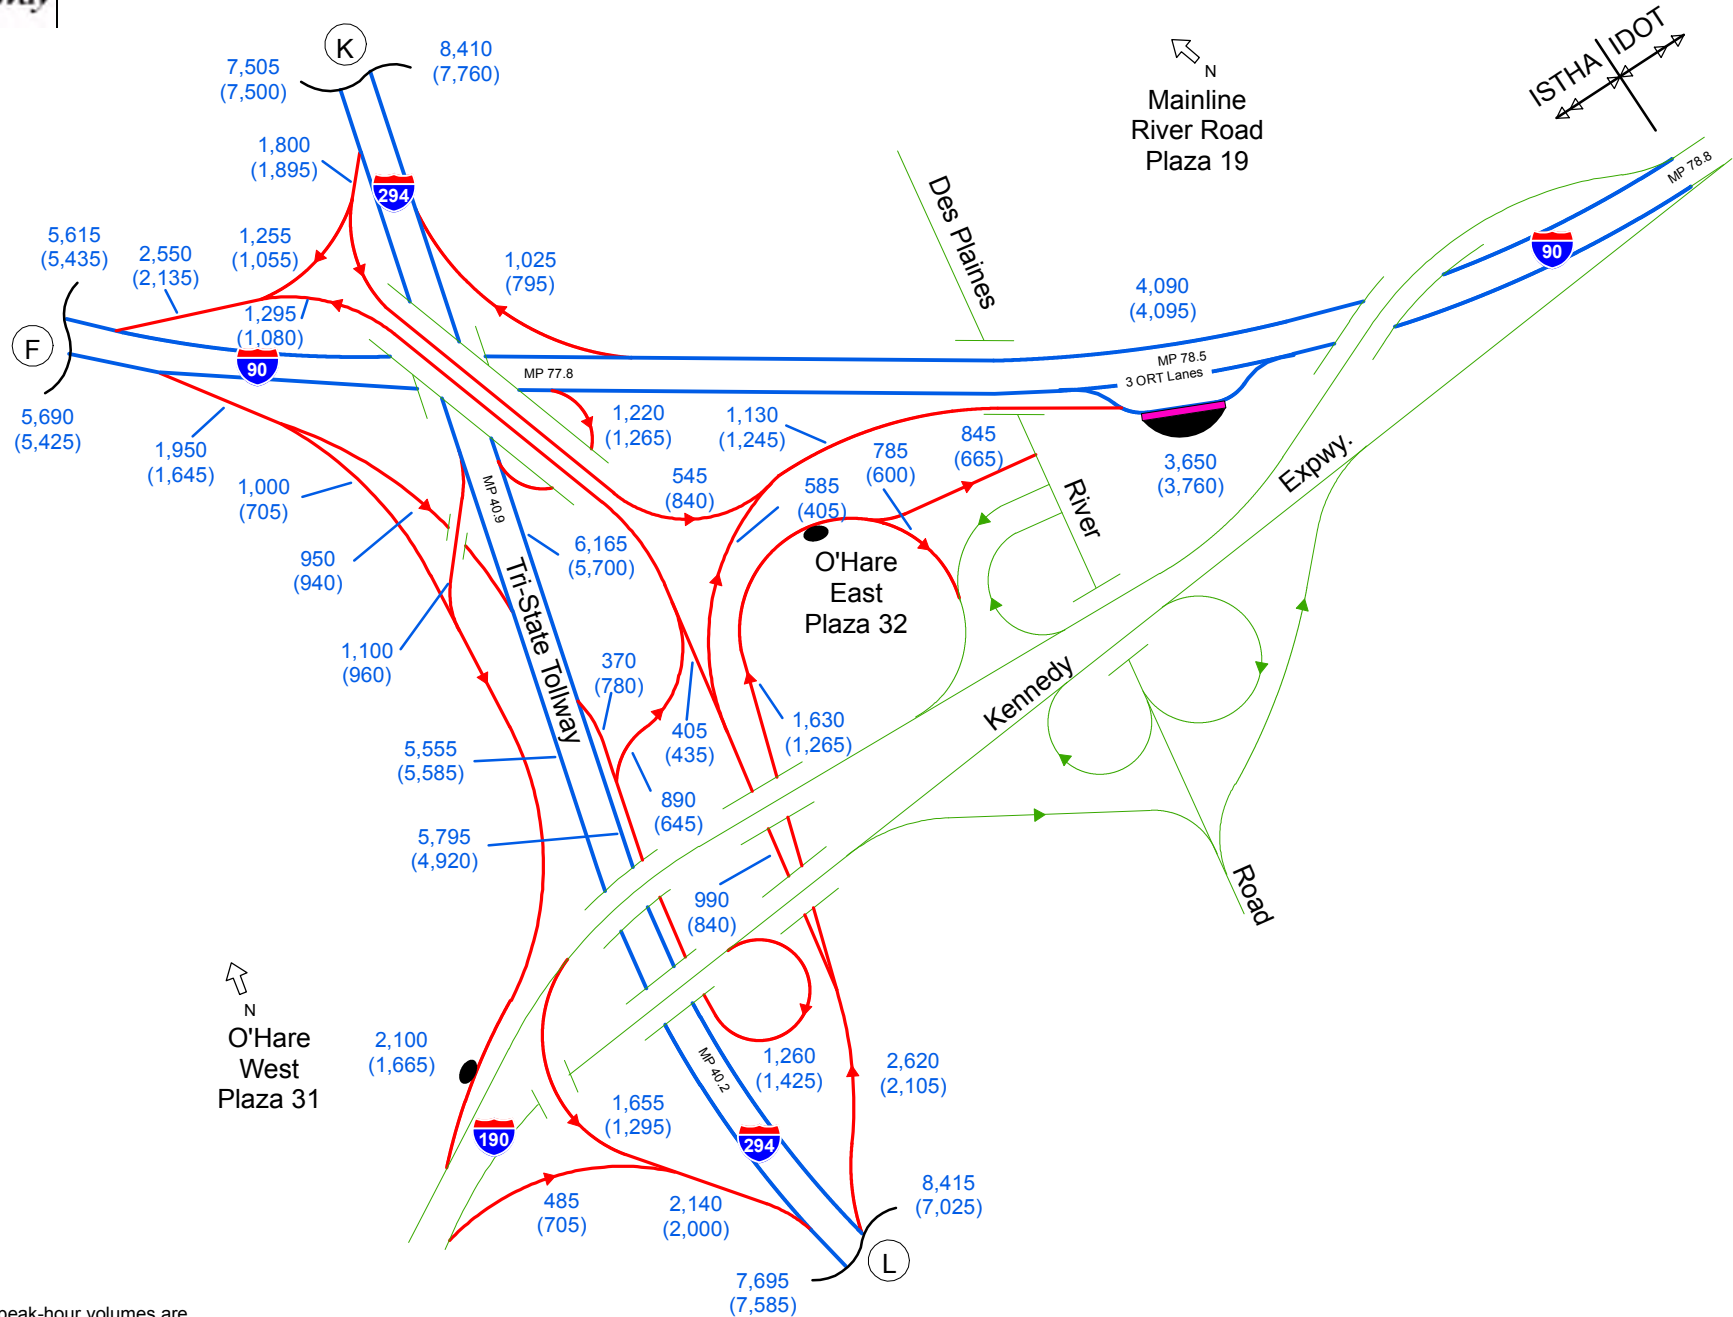 K
8,410
(7,760)
7,505
(7,500)
ISTHA
IDOT
N
Mainline
River Road
Plaza 19
1,800
(1,895)
294
MP 78.8
Des Plaines
5,615
(5,435)
2,550
(2,135)
1,255
(1,055)
1,025
(795)
90
4,090
(4,095)
1,295
(1,080)
F
90
MP 77.8
MP 78.5
3 ORT Lanes
5,690
(5,425)
1,220
(1,265)
1,130
(1,245)
845
(665)
785
(600)
1,950
(1,645)
3,650
(3,760)
Expwy.
1,000
(705)
545
(840)
585
(405)
MP 40.9
River
6,165
(5,700)
950
(940)
O'Hare
East
Plaza 32
Tri-State Tollway
1,100
(960)
370
(780)
Kennedy
405
(435)
1,630
(1,265)
5,555
(5,585)
890
(645)
5,795
(4,920)
990
(840)
Road
N
O'Hare
West
Plaza 31
2,100
(1,665)
MP 40.2
1,260
(1,425)
2,620
(2,105)
1,655
(1,295)
190
294
485
(705)
2,140
(2,000)
8,415
(7,025)
L
7,695
(7,585)
peak-hour volumes are